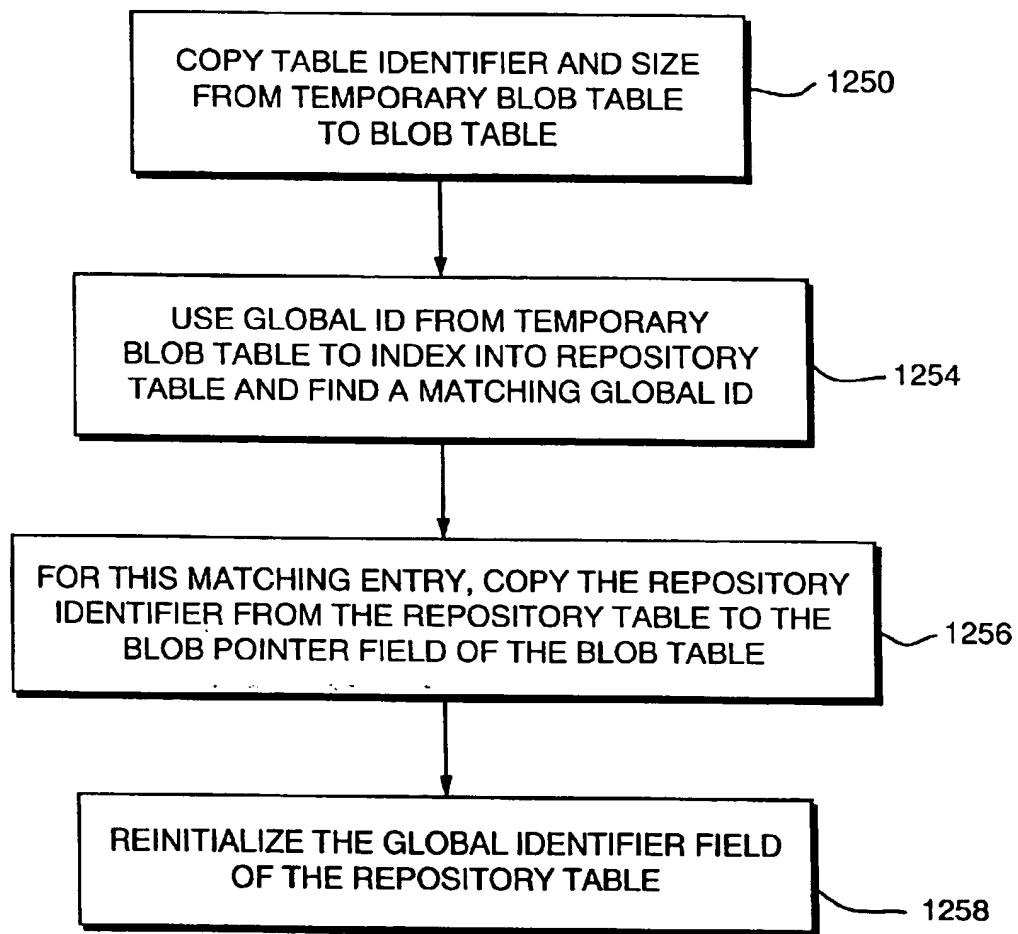 COPY TABLE IDENTIFIER AND SIZE
FROM TEMPORARY BLOB TABLE
TO BLOB TABLE
1250
USE GLOBAL ID FROM TEMPORARY
BLOB TABLE TO INDEX INTO REPOSITORY
TABLE AND FIND A MATCHING GLOBAL ID
1254
FOR THIS MATCHING ENTRY, COPY THE REPOSITORY
IDENTIFIER FROM THE REPOSITORY TABLE TO THE
BLOB POINTER FIELD OF THE BLOB TABLE
1256
REINITIALIZE THE GLOBAL IDENTIFIER FIELD
OF THE REPOSITORY TABLE
1258